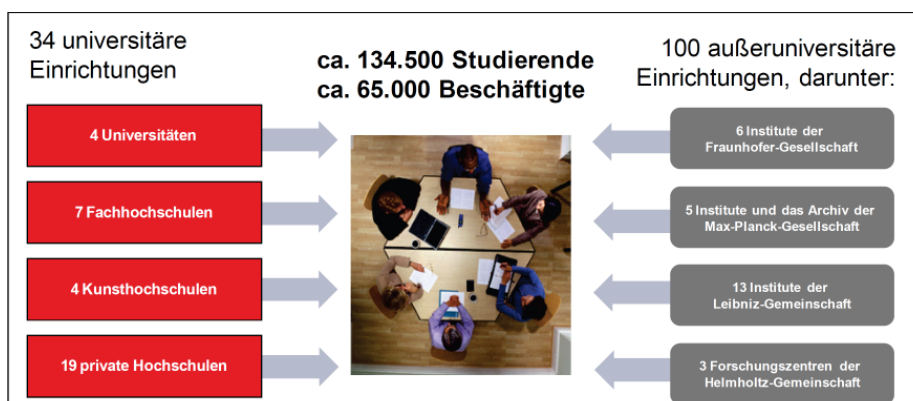 34 universitäre
Einrichtungen
ca. 134.500 Studierende
ca. 65.000 Beschäftigte
100 außeruniversitäre
Einrichtungen, darunter:
4 Universitäten
7 Fachhochschulen
4 Kunsthochschulen
19 private Hochschulen
6 Institute der
Fraunhofer-Gesellschaft
5 Institute und das Archiv der
Max-Planck-Gesellschaft
13 Institute der
Leibniz-Gemeinschaft
3 Forschungszentren der
Helmholtz-Gemeinschaft